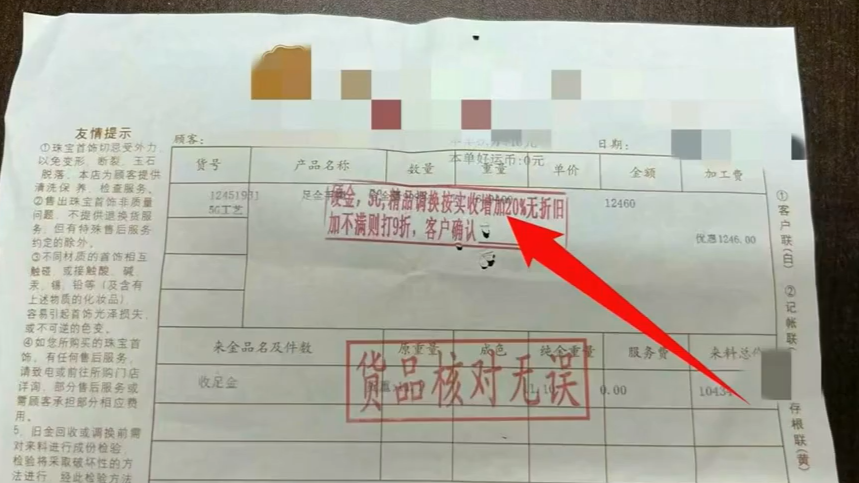 友情提示
①珠宝首饰切忌受外力,
以免变形、断裂、玉石
脱落。本店为顾客提供
清洗保养、检查服务。
②售出珠宝首饰非质量
问题,不提供退换货服
务,但有特殊售后服务
约定的除外。
③不同材质的首饰相互
触碰 或接触酸、碱、
汞、镪、铅等(及含有
上述物质的化妆品)
容易引起首饰光泽损失,
或不可逆的色变。
④如您所购买的珠宝首
饰,有任何售后服务,
请致电或前往所购门店
详询,部分售后服务或
需顾客承担部分相应费
用。
5、旧金回收或调换前需
对来料进行成份检验,
检验将采取破坏性的方
法进行,经此检验方法
顾客:
日期:
本单好运币:0元
货号 产品名称 数量 重量 单价 金额 加工费
12451931 足金 12460
5G工艺
优惠1246.00
硬金,5G,精品调换按实收增加20%无折旧
加不满则打9折,客户确认
来金品名及件数 原重量 成色 纯金重量 服务费 来料总
收足金 0.00 10434
货品核对无误
①客户联(白) ②记帐联
存根联(黄)